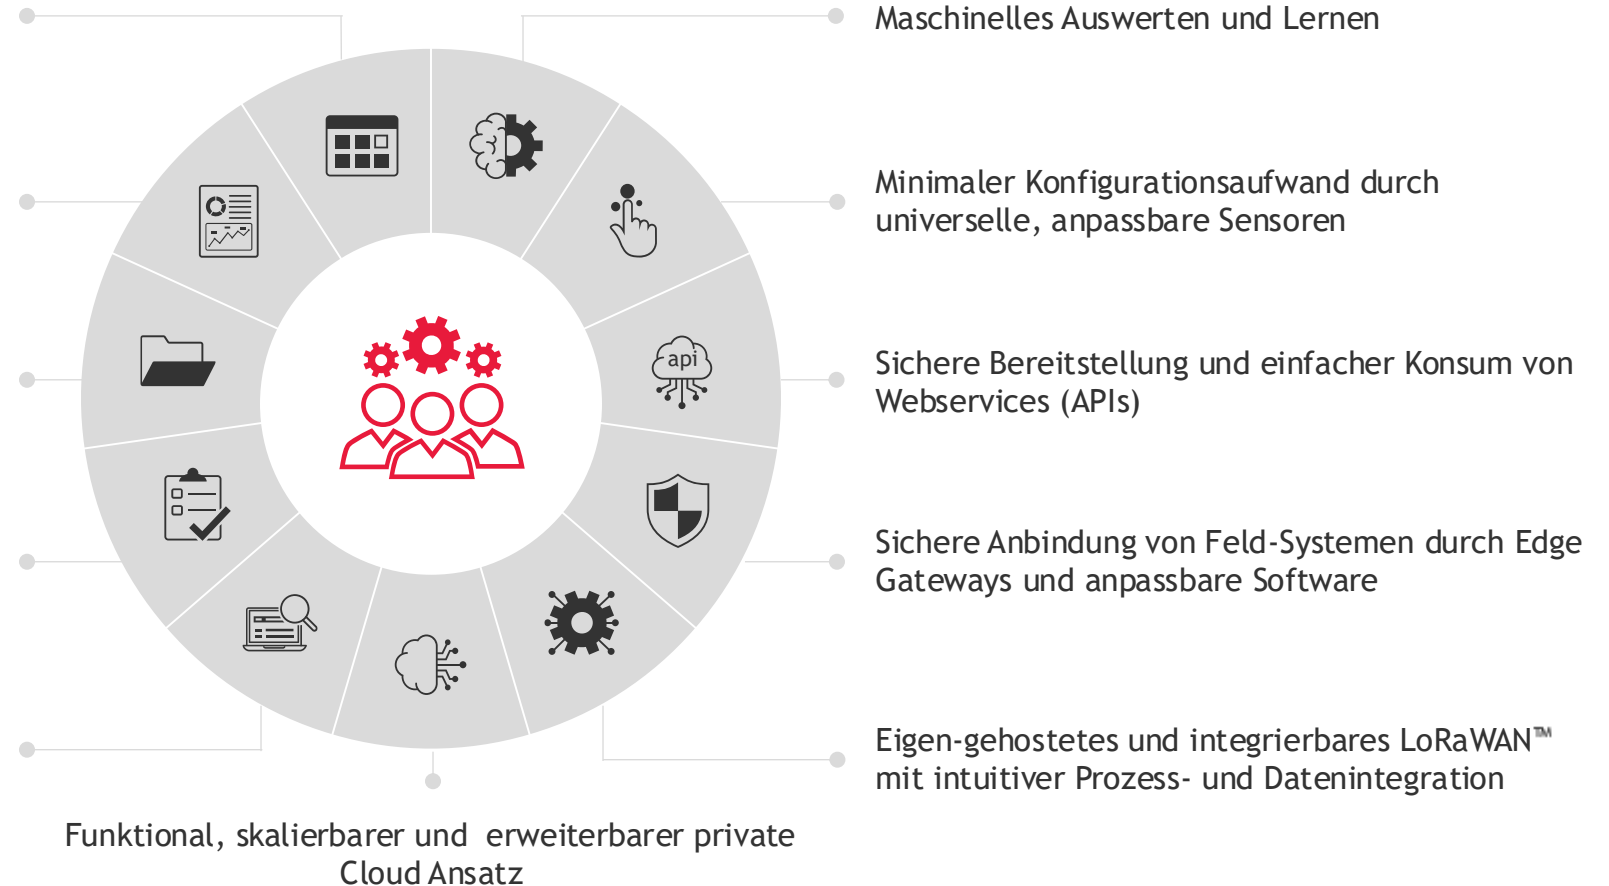 Maschinelles Auswerten und Lernen
Minimaler Konfigurationsaufwand durch
universelle, anpassbare Sensoren
api
Sichere Bereitstellung und einfacher Konsum von
Webservices (APIs)
Sichere Anbindung von Feld-Systemen durch Edge
Gateways und anpassbare Software
Eigen-gehostetes und integrierbares LoRaWAN™
mit intuitiver Prozess- und Datenintegration
Funktional, skalierbarer und erweiterbarer private
Cloud Ansatz